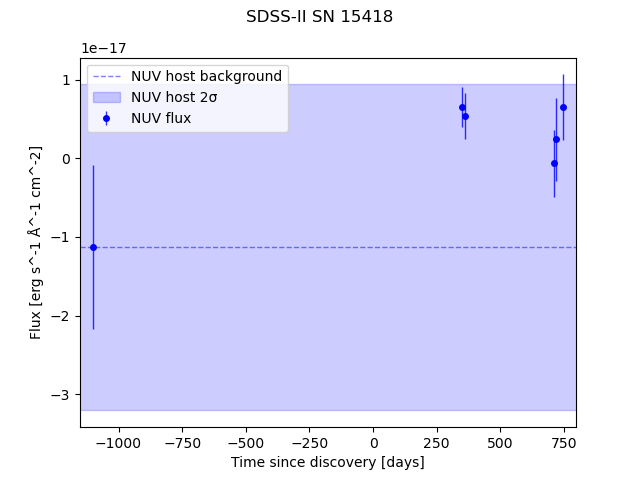 SDSS-II SN 15418
1e−17
NUV host background
NUV host 2σ
NUV flux
1
0
−1
−2
−3
Flux [erg s^-1 Å^-1 cm^-2]
−1000
−750
−500
−250
0
250
500
750
Time since discovery [days]